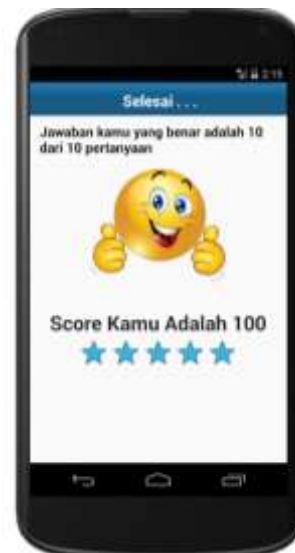 Selesai . . .
Jawaban kamu yang benar adalah 10
dari 10 pertanyaan
Score Kamu Adalah 100